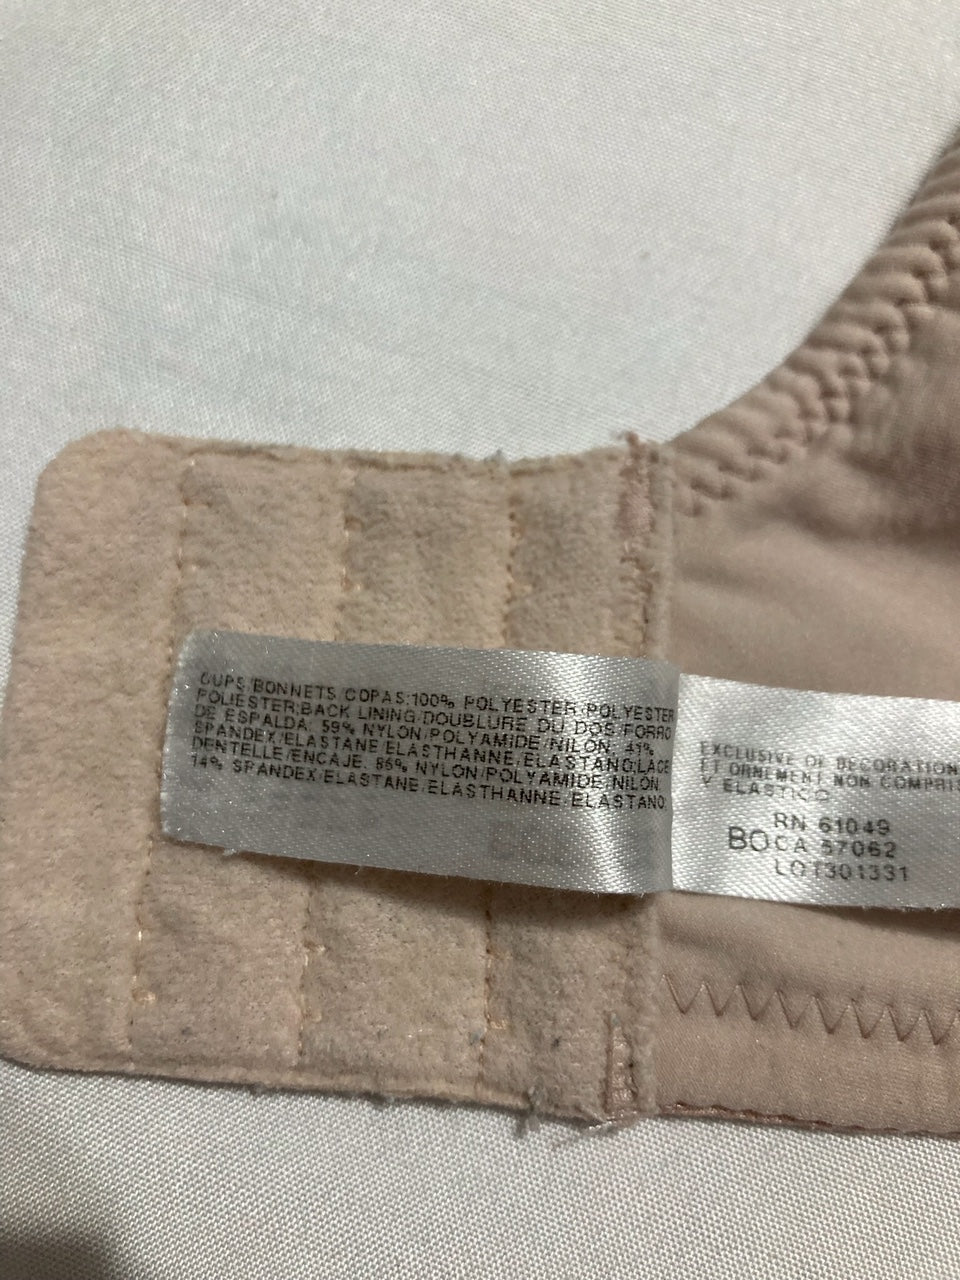 CUPS/BONNETS/COPAS:100% POLYESTER/POLYESTER
POLIESTER;BACK LINING/DOUBLURE DU DOS/FORRO
DE ESPALDA: 59% NYLON/POLYAMIDE/NILON; 41%
SPANDEX/ELASTANE/ELASTHANNE/ELASTANO;LACE
DENTELLE/ENCAJE: 86% NYLON/POLYAMIDE/NILON
14% SPANDEX/ELASTANE/ELASTHANNE/ELASTANO
EXCLUSIVE OF DECORATION
ET ORNEMENT NON COMPRIS
Y ELASTICO
RN 61049
BOCA 57062
LOT301331